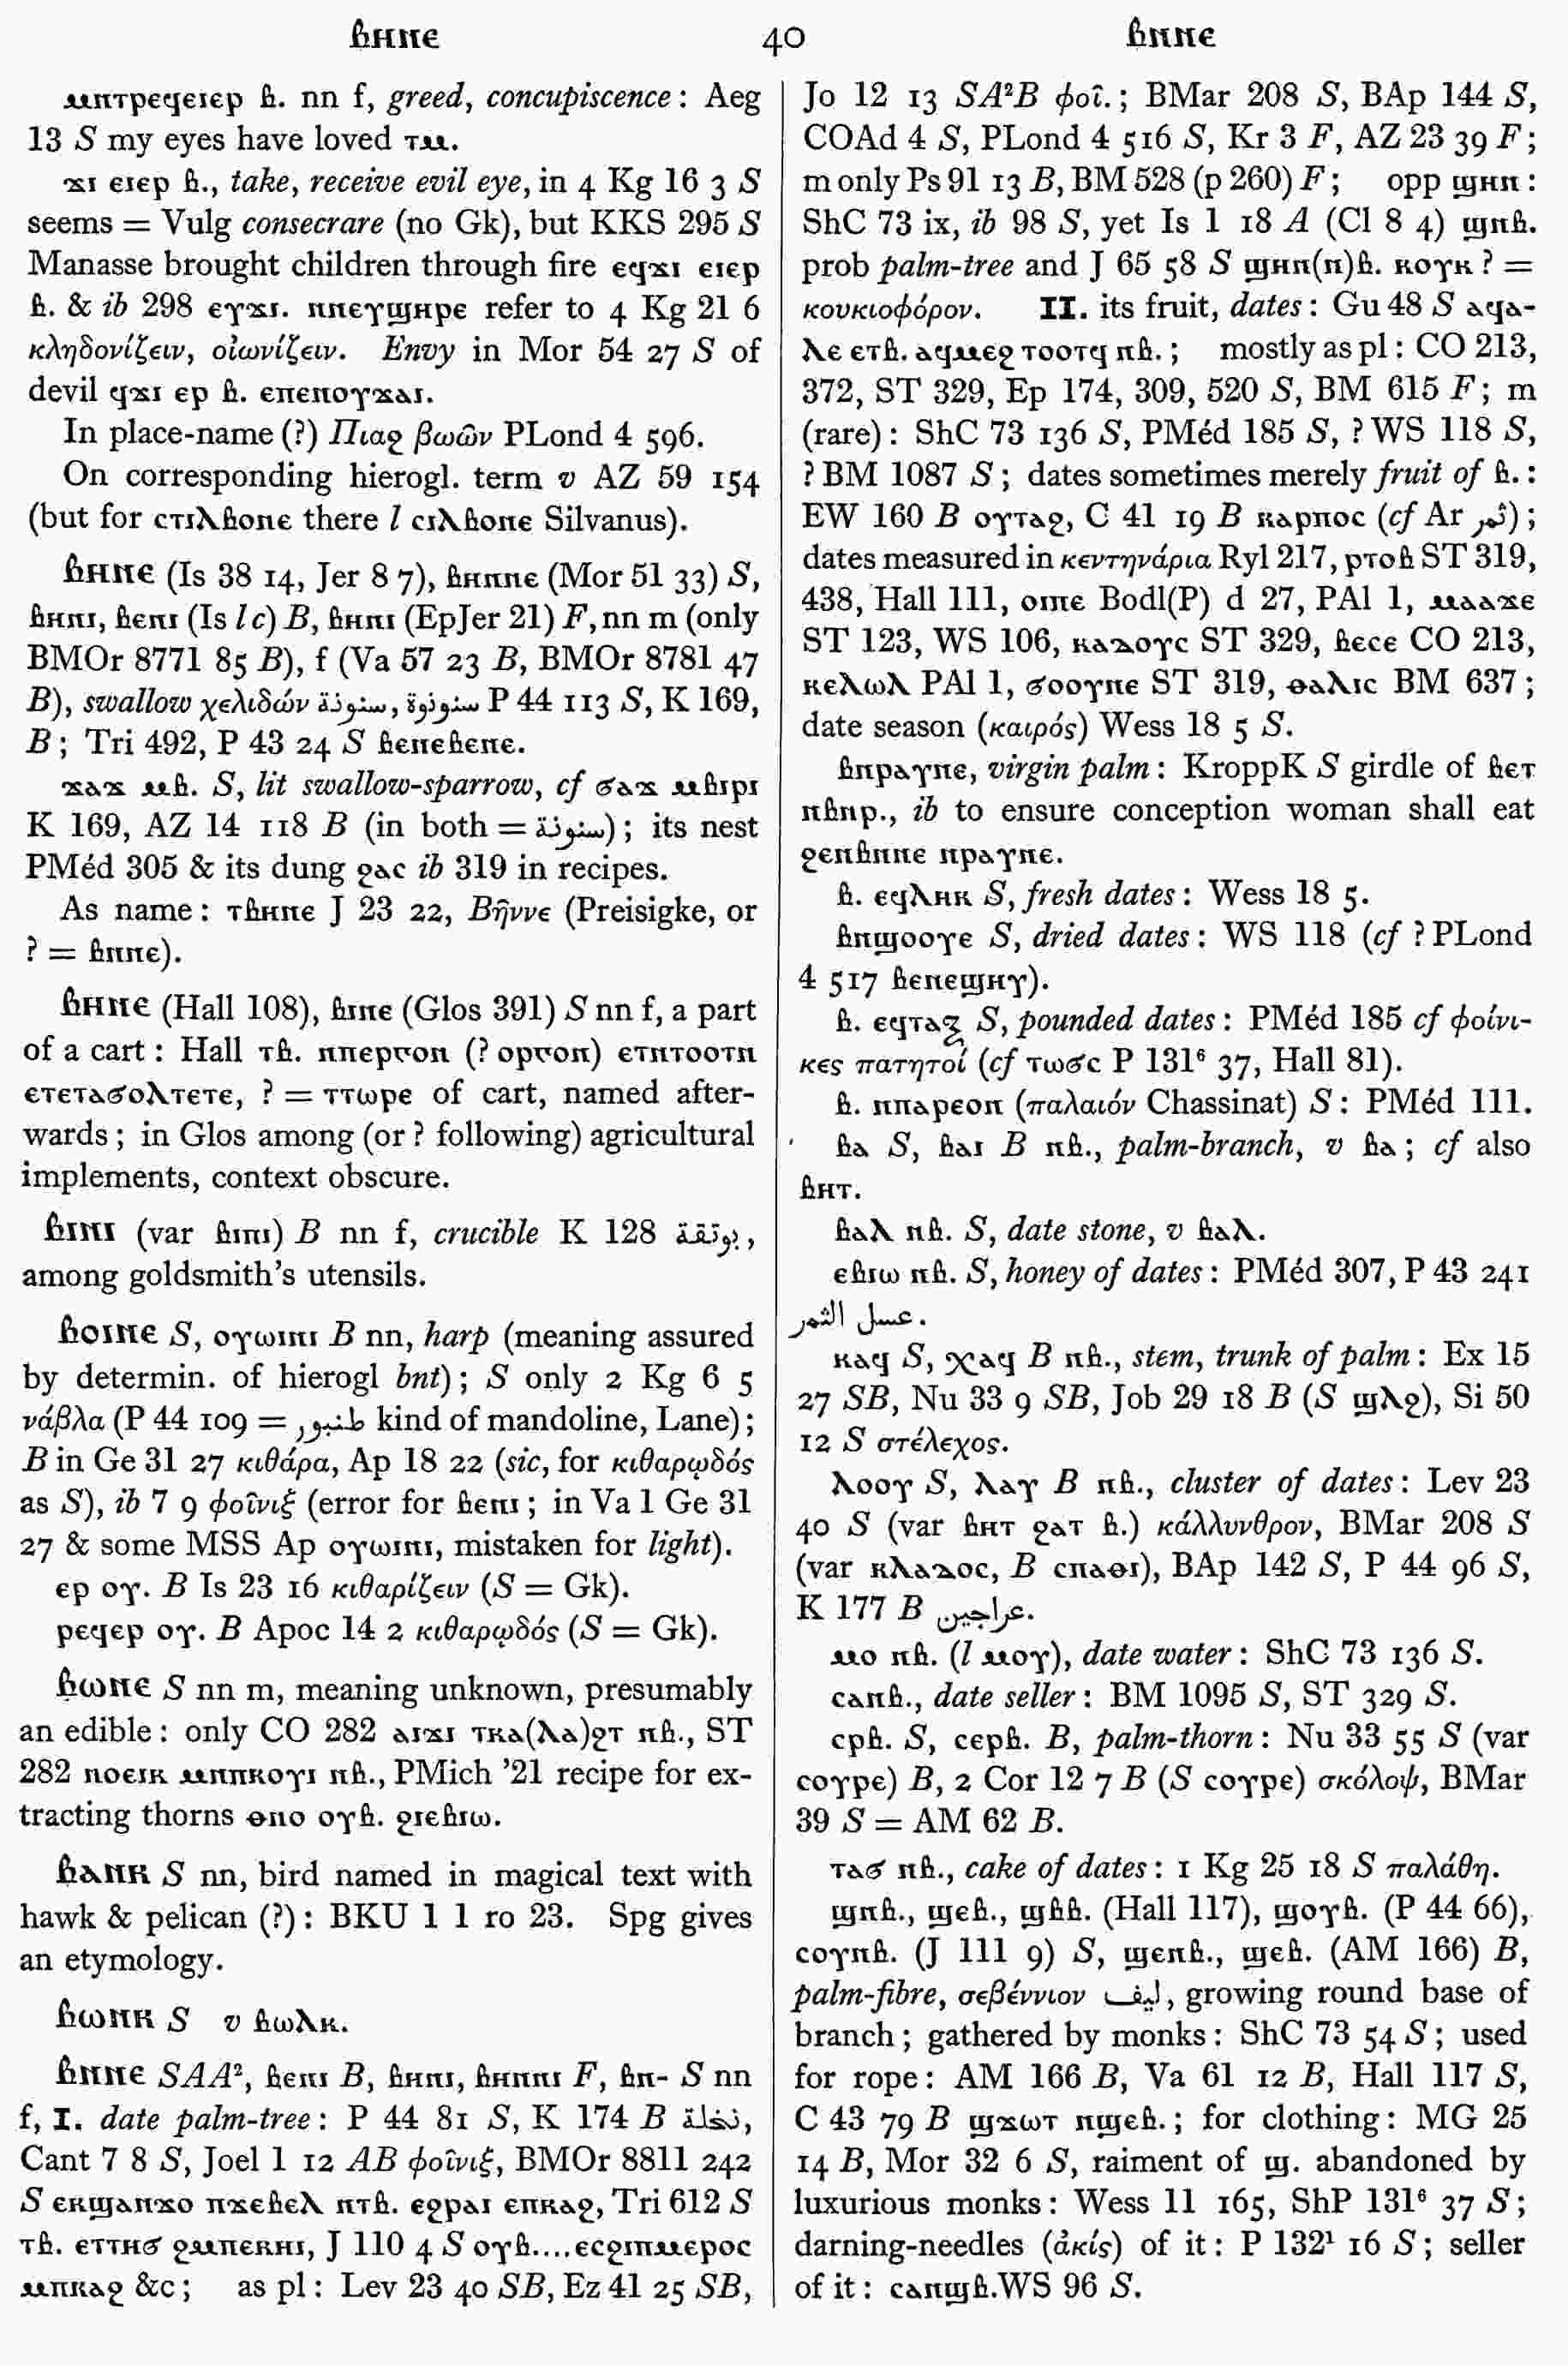 ⲃⲏⲛⲛⲉ 40 ⲃⲛⲛⲉ
ⲙⲛⲧⲣⲉϥⲉⲓⲉⲣ ⲃ. nn f, greed, concupiscence: Aeg
13 S my eyes have loved ⲧⲙ.
ϫⲓ ⲉⲓⲉⲣ ⲃ., take, receive evil eye, in 4 Kg 16 3 S
seems = Vulg consecrare (no Gk), but KKS 295 S
Manasse brought children through fire ⲉϥϫⲓ ⲉⲓⲉⲣ
ⲃ. & ib 298 ⲉⲩϫⲓ. ⲛⲛⲉⲩϣⲏⲣⲉ refer to 4 Kg 21 6
κληδονίζειν, οἰωνίζειν. Envy in Mor 54 27 S of
devil ϥϫⲓ ⲉⲣ ⲃ. ⲉⲡⲉⲛⲟⲩϫⲁⲓ.
In place-name (?) Πιαϩ βωῶν PLond 4 596.
On corresponding hierogl. term v AZ 59 154
(but for ⲥⲧⲓⲗⲃⲟⲛⲉ there l ⲥⲓⲗⲃⲟⲛⲉ Silvanus).
ⲃⲏⲛⲉ (Is 38 14, Jer 8 7), ⲃⲏⲛⲛⲉ (Mor 51 33) S,
ⲃⲏⲛⲓ, ⲃⲉⲛⲓ (Is l c) B, ⲃⲏⲛⲓ (EpJer 21) F, nn m (only
BMOr 8771 85 B), f (Va 57 23 B, BMOr 8781 47
B), swallow χελιδών سنونة, سنونوة P 44 113 S, K 169,
B; Tri 492, P 43 24 S ⲃⲉⲛⲉⲃⲉⲛⲉ.
ϫⲁϫ ⲙⲃ. S, lit swallow-sparrow, cf ϭⲁϫ ⲙⲃⲓⲣⲓ
K 169, AZ 14 118 B (in both = سنونة); its nest
PMéd 305 & its dung ϩⲁⲥ ib 319 in recipes.
As name: ⲧⲃⲏⲛⲉ J 23 22, Βῆννε (Preisigke, or
? = ⲃⲛⲛⲉ).
ⲃⲏⲛⲉ (Hall 108), ⲃⲓⲛⲉ (Glos 391) S nn f, a part
of a cart: Hall ⲧⲃ. ⲛⲡⲉⲣⲅⲟⲛ (? ⲟⲣⲅⲟⲛ) ⲉⲧⲛⲧⲟⲟⲧⲛ
ⲉⲧⲉⲧⲁϭⲟⲗⲧⲉⲧⲉ, ? = ⲧⲧⲱⲣⲉ of cart, named after-
wards; in Glos among (or ? following) agricultural
implements, context obscure.
ⲃⲓⲛⲓ (var ⲃⲓⲡⲓ) B nn f, crucible K 128 بوتقة,
among goldsmith's utensils.
ⲃⲟⲓⲛⲉ S, ⲟⲩⲱⲓⲛⲓ B nn, harp (meaning assured
by determin. of hierogl bnt); S only 2 Kg 6 5
νάβλα (P 44 109 = طنبور kind of mandoline, Lane);
B in Ge 31 27 κιθάρα, Ap 18 22 (sic, for κιθαρῳδός
as S), ib 7 9 φοῖνιξ (error for ⲃⲉⲛⲓ; in Va 1 Ge 31
27 & some MSS Ap ⲟⲩⲱⲓⲛⲓ, mistaken for light).
ⲉⲣ ⲟⲩ. B Is 23 16 κιθαρίζειν (S = Gk).
ⲣⲉϥⲉⲣ ⲟⲩ. B Apoc 14 2 κιθαρῳδός (S = Gk).
ⲃⲱⲛⲉ S nn m, meaning unknown, presumably
an edible: only CO 282 ⲁⲓϫⲓ ⲧⲕⲁ(ⲗⲁ)ϩⲧ ⲛⲃ., ST
282 ⲛⲟⲉⲓⲕ ⲙⲛⲡⲕⲟⲩⲓ ⲛⲃ., PMich '21 recipe for ex-
tracting thorns ⲑⲛⲟ ⲟⲩⲃ. ϩⲓⲉⲃⲓⲱ.
ⲃⲁⲛⲕ S nn, bird named in magical text with
hawk & pelican (?): BKU 1 1 ro 23. Spg gives
an etymology.
ⲃⲱⲛⲕ S v ⲃⲱⲗⲕ.
ⲃⲛⲛⲉ SAA², ⲃⲉⲛⲓ B, ⲃⲏⲛⲓ, ⲃⲏⲛⲛⲓ F, ⲃⲛ- S nn
f, I. date palm-tree: P 44 81 S, K 174 B نخلة,
Cant 7 8 S, Joel 1 12 AB φοῖνιξ, BMOr 8811 242
S ⲉⲕϣⲁⲛϫⲟ ⲛϫⲉⲃⲉⲗ ⲛⲧⲃ. ⲉϩⲣⲁⲓ ⲉⲡⲕⲁϩ, Tri 612 S
ⲧⲃ. ⲉⲧⲧⲏϭ ϩⲙⲡⲉⲕⲏⲓ, J 110 4 S ⲟⲩⲃ....ⲉⲥϩⲓⲡⲙⲉⲣⲟⲥ
ⲙⲡⲕⲁϩ &c; as pl: Lev 23 40 SB, Ez 41 25 SB,
Jo 12 13 SA²B φοῖ.; BMar 208 S, BAp 144 S,
COAd 4 S, PLond 4 516 S, Kr 3 F, AZ 23 39 F;
m only Ps 91 13 B, BM 528 (p 260) F; opp ϣⲏⲛ:
ShC 73 ix, ib 98 S, yet Is 1 18 A (Cl 8 4) ϣⲛⲃ.
prob palm-tree and J 65 58 S ϣⲏⲛ(ⲛ)ⲃ. ⲕⲟⲩⲕ ? =
κουκιοφόρον. II. its fruit, dates: Gu 48 S ⲁϥⲁ-
ⲗⲉ ⲉⲧⲃ. ⲁϥⲙⲉϩ ⲧⲟⲟⲧϥ ⲛⲃ.; mostly as pl: CO 213,
372, ST 329, Ep 174, 309, 520 S, BM 615 F; m
(rare): ShC 73 136 S, PMéd 185 S, ? WS 118 S,
? BM 1087 S; dates sometimes merely fruit of ⲃ.:
EW 160 B ⲟⲩⲧⲁϩ, C 41 19 B ⲕⲁⲣⲡⲟⲥ (cf Ar ثمر);
dates measured in κεντηνάρια Ryl 217, ⲣⲧⲟⲃ ST 319,
438, Hall 111, ⲟⲓⲡⲉ Bodl(P) d 27, PAl 1, ⲙⲁⲁϫⲉ
ST 123, WS 106, ⲕⲁⲇⲟⲩⲥ ST 329, ⲃⲉⲥⲉ CO 213,
ⲕⲉⲗⲱⲗ PAl 1, ϭⲟⲟⲩⲛⲉ ST 319, ⲑⲁⲗⲓⲥ BM 637;
date season (καιρός) Wess 18 5 S.
ⲃⲛⲣⲁⲩⲛⲉ, virgin palm: KroppK S girdle of ⲃⲉⲧ
ⲛⲃⲛⲣ., ib to ensure conception woman shall eat
ϩⲉⲛⲃⲛⲛⲉ ⲛⲣⲁⲩⲛⲉ.
ⲃ. ⲉϥⲗⲏⲕ S, fresh dates: Wess 18 5.
ⲃⲛϣⲟⲟⲩⲉ S, dried dates: WS 118 (cf ? PLond
4 517 ⲃⲉⲛⲉϣⲏⲩ).
ⲃ. ⲉϥⲧⲁϩ S, pounded dates: PMéd 185 cf φοίνι-
κες πατητοί (cf ⲧⲱϭⲥ P 131⁶ 37, Hall 81).
ⲃ. ⲛⲡⲁⲣⲉⲟⲛ (παλαιόν Chassinat) S: PMéd 111.
ⲃⲁ S, ⲃⲁⲓ B ⲛⲃ., palm-branch, v ⲃⲁ; cf also
ⲃⲏⲧ.
ⲃⲁⲗ ⲛⲃ. S, date stone, v ⲃⲁⲗ.
ⲉⲃⲓⲱ ⲛⲃ. S, honey of dates: PMéd 307, P 43 241
عسل الثمر.
ⲕⲁϥ S, ⲭⲁϥ B ⲛⲃ., stem, trunk of palm: Ex 15
27 SB, Nu 33 9 SB, Job 29 18 B (S ϣⲗϩ), Si 50
12 S στέλεχος.
ⲗⲟⲟⲩ S, ⲗⲁⲩ B ⲛⲃ., cluster of dates: Lev 23
40 S (var ⲃⲏⲧ ϩⲁⲧ ⲃ.) κάλλυνθρον, BMar 208 S
(var ⲕⲗⲁⲇⲟⲥ, B ⲥⲛⲁⲑⲓ), BAp 142 S, P 44 96 S,
K 177 B عراجين.
ⲙⲟ ⲛⲃ. (l ⲙⲟⲩ), date water: ShC 73 136 S.
ⲥⲁⲛⲃ., date seller: BM 1095 S, ST 329 S.
ⲥⲣⲃ. S, ⲥⲉⲣⲃ. B, palm-thorn: Nu 33 55 S (var
ⲥⲟⲩⲣⲉ) B, 2 Cor 12 7 B (S ⲥⲟⲩⲣⲉ) σκόλοψ, BMar
39 S = AM 62 B.
ⲧⲁϭ ⲛⲃ., cake of dates: 1 Kg 25 18 S παλάθη.
ϣⲛⲃ., ϣⲉⲃ., ϣⲃⲃ. (Hall 117), ϣⲟⲩⲃ. (P 44 66),
ⲥⲟⲩⲛⲃ. (J 111 9) S, ϣⲉⲛⲃ., ϣⲉⲃ. (AM 166) B,
palm-fibre, σεβέννιον ليف, growing round base of
branch; gathered by monks: ShC 73 54 S; used
for rope: AM 166 B, Va 61 12 B, Hall 117 S,
C 43 79 B ϣϫⲱⲧ ⲛϣⲉⲃ.; for clothing: MG 25
14 B, Mor 32 6 S, raiment of ϣ. abandoned by
luxurious monks: Wess 11 165, ShP 131⁶ 37 S;
darning-needles (ἀκίς) of it: P 132¹ 16 S; seller
of it: ⲥⲁⲛϣⲃ. WS 96 S.